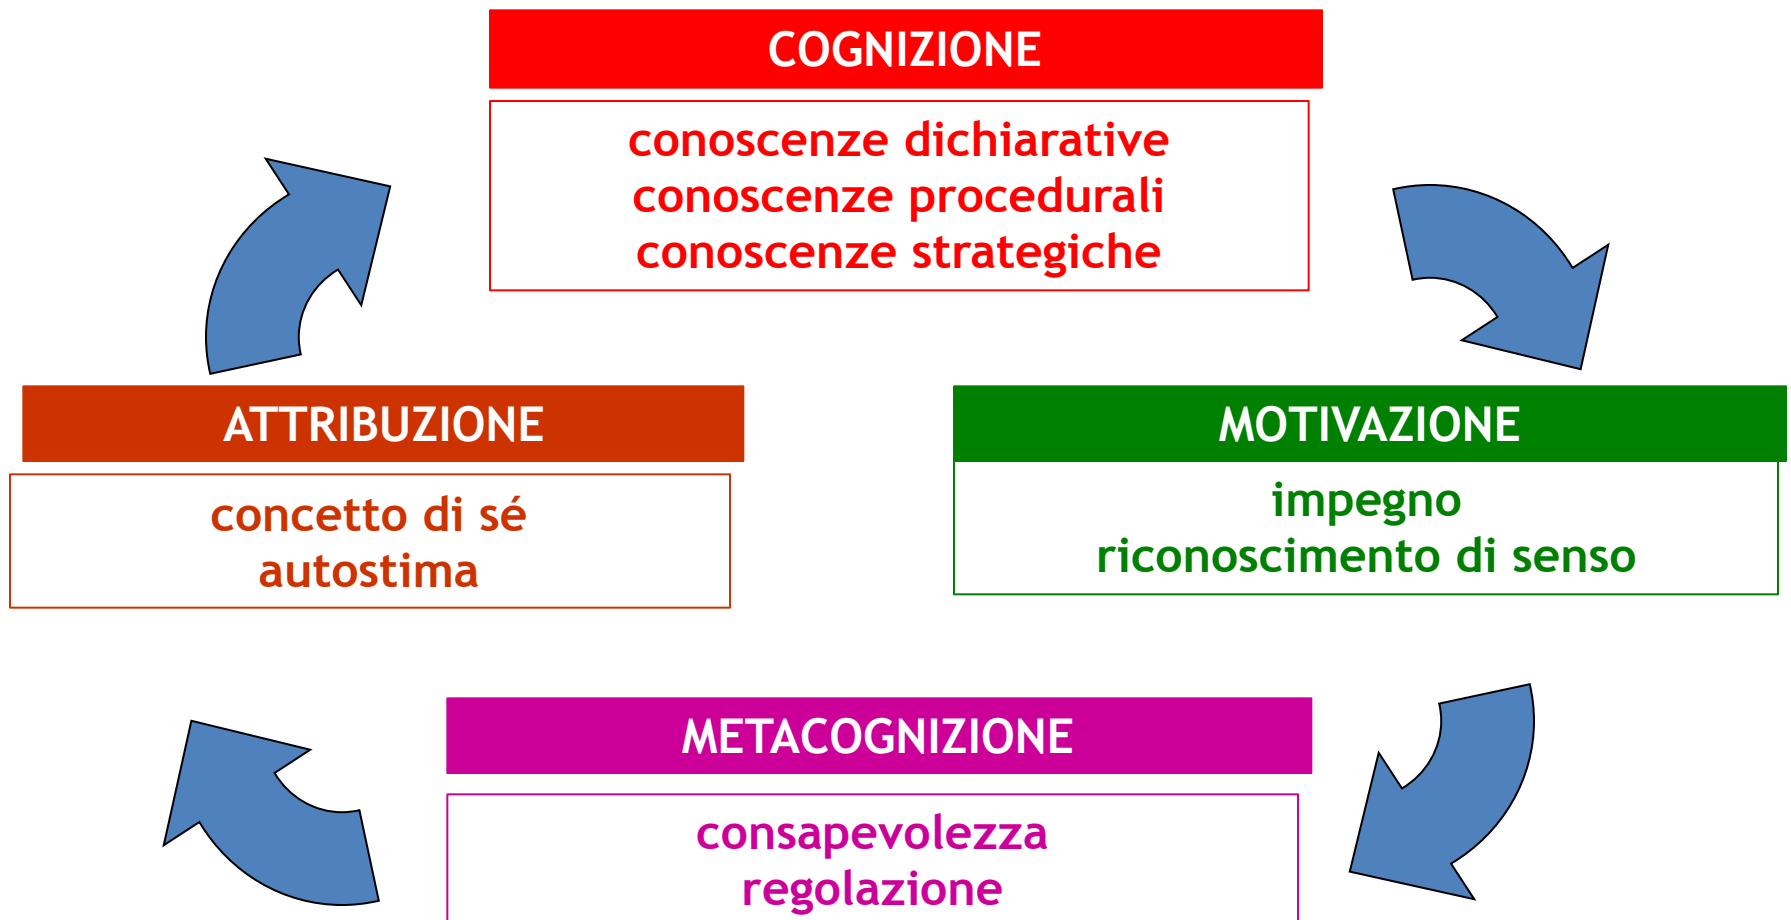 COGNIZIONE
conoscenze dichiarative
conoscenze procedurali
conoscenze strategiche
ATTRIBUZIONE
concetto di sé
autostima
MOTIVAZIONE
impegno
riconoscimento di senso
METACOGNIZIONE
consapevolezza
regolazione